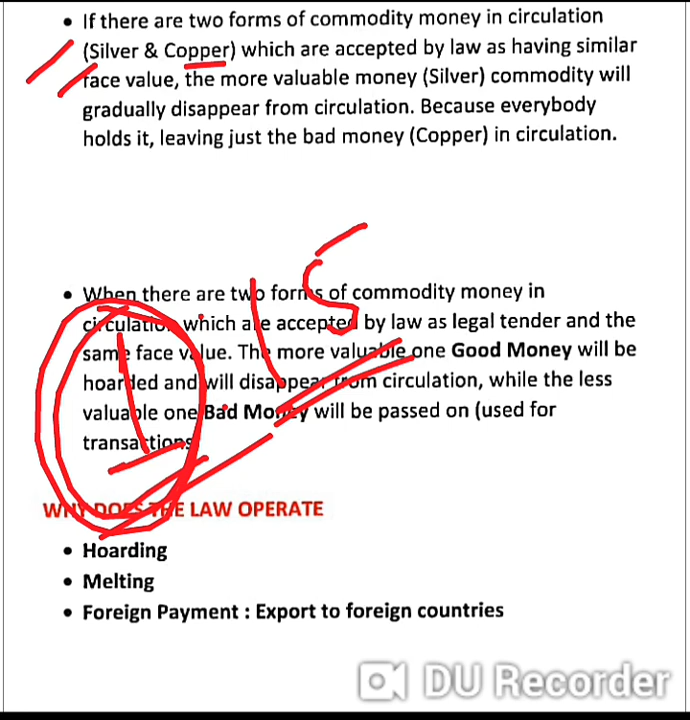 • If there are two forms of commodity money in circulation
(Silver & Copper) which are accepted by law as having similar
face value, the more valuable money (Silver) commodity will
gradually disappear from circulation. Because everybody
holds it, leaving just the bad money (Copper) in circulation.
• When there are two forms of commodity money in
circulation which are accepted by law as legal tender and the
same face value. The more valuable one Good Money will be
hoarded and will disappear from circulation, while the less
valuable one Bad Money will be passed on (used for
transactions
WHY DOES THE LAW OPERATE
• Hoarding
• Melting
• Foreign Payment : Export to foreign countries
DU Recorder